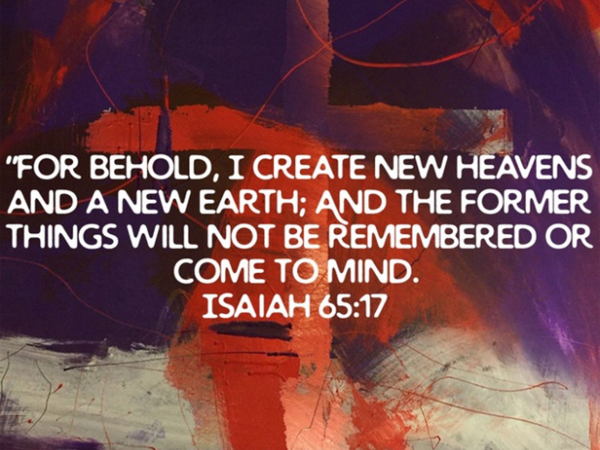 "FOR BEHOLD, I CREATE NEW HEAVENS
AND A NEW EARTH; AND THE FORMER
THINGS WILL NOT BE REMEMBERED OR
COME TO MIND.
ISAIAH 65:17